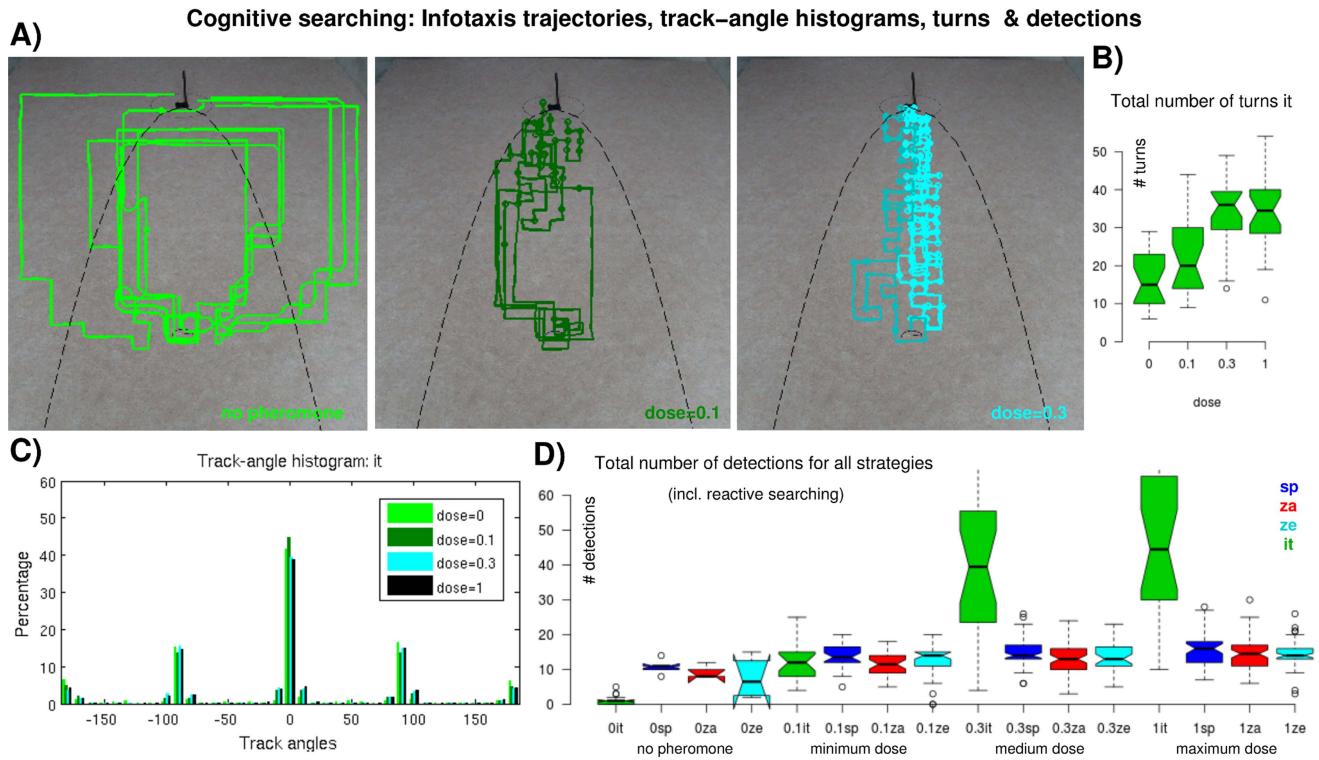 Cognitive searching: Infotaxis trajectories, track−angle histograms, turns & detections
A)
no pheromone
dose=0.1
dose=0.3
B)
Total number of turns it
# turns
50
40
30
20
10
0
0 0.1 0.3 1
dose
C)
Track-angle histogram: it
Percentage
60
50
40
30
20
10
0
dose=0
dose=0.1
dose=0.3
dose=1
-150 -100 -50 0 50 100 150
Track angles
D)
Total number of detections for all strategies
(incl. reactive searching)
# detections
60
50
40
30
20
10
0
sp
za
ze
it
0it 0sp 0za 0ze 0.1it 0.1sp 0.1za 0.1ze 0.3it 0.3sp 0.3za 0.3ze 1it 1sp 1za 1ze
no pheromone minimum dose medium dose maximum dose